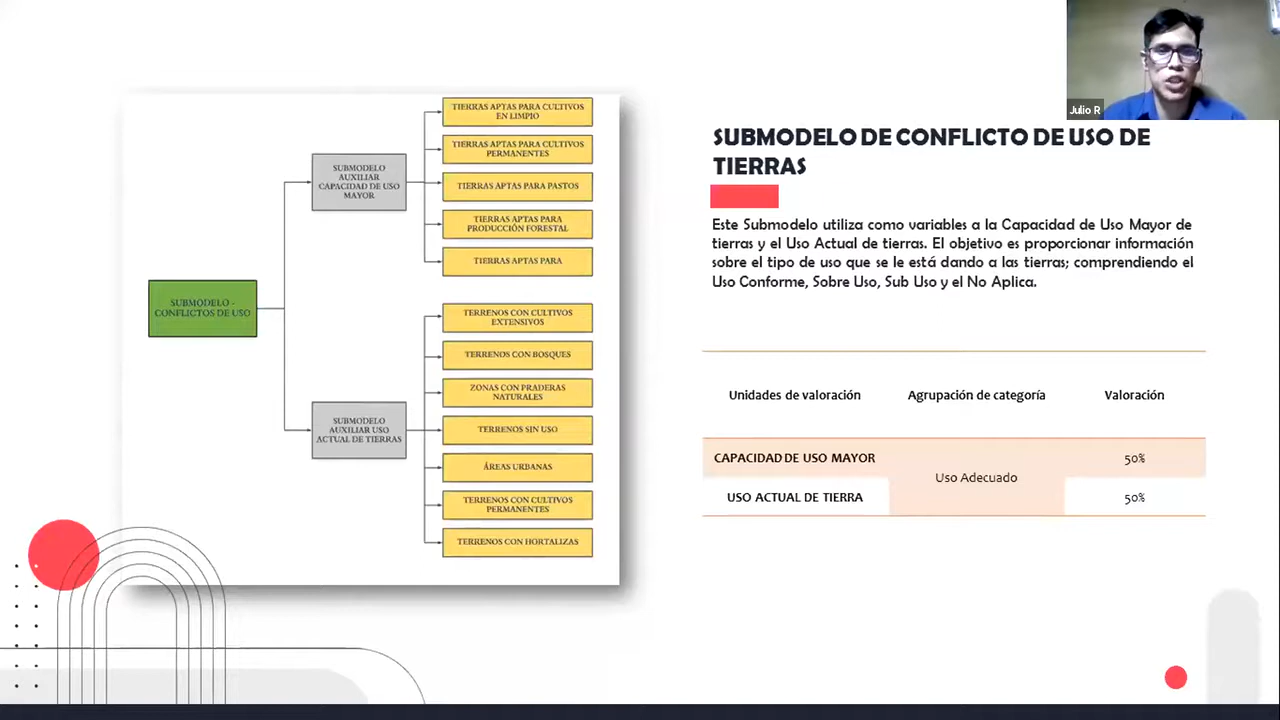 Julio R
SUBMODELO DE CONFLICTO DE USO DE
TIERRAS
Este Submodelo utiliza como variables a la Capacidad de Uso Mayor de
tierras y el Uso Actual de tierras. El objetivo es proporcionar información
sobre el tipo de uso que se le está dando a las tierras; comprendiendo el
Uso Conforme, Sobre Uso, Sub Uso y el No Aplica.
SUBMODELO -
CONFLICTOS DE USO
SUBMODELO
AUXILIAR
CAPACIDAD DE USO
MAYOR
TIERRAS APTAS PARA CULTIVOS
EN LIMPIO
TIERRAS APTAS PARA CULTIVOS
PERMANENTES
TIERRAS APTAS PARA PASTOS
TIERRAS APTAS PARA
PRODUCCIÓN FORESTAL
TIERRAS APTAS PARA
SUBMODELO
AUXILIAR USO
ACTUAL DE TIERRAS
TERRENOS CON CULTIVOS
EXTENSIVOS
TERRENOS CON BOSQUES
ZONAS CON PRADERAS
NATURALES
TERRENOS SIN USO
ÁREAS URBANAS
TERRENOS CON CULTIVOS
PERMANENTES
TERRENOS CON HORTALIZAS
Unidades de valoración Agrupación de categoría Valoración
CAPACIDAD DE USO MAYOR 50%
Uso Adecuado
USO ACTUAL DE TIERRA 50%